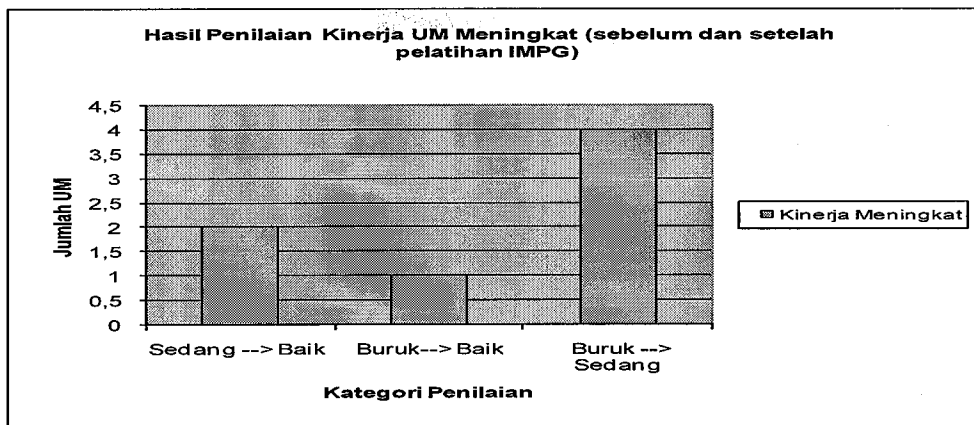 Hasil Penilaian Kinerja UM Meningkat (sebelum dan setelah
pelatihan IMPG)
Jumlah UM
4,5
4
3,5
3
2,5
2
1,5
1
0,5
0
Sedang --> Baik
Buruk--> Baik
Buruk -->
Sedang
Kategori Penilaian
Kinerja Meningkat